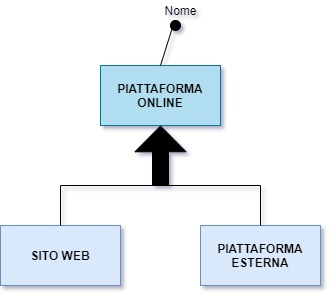 Nome
PIATTAFORMA
ONLINE
SITO WEB
PIATTAFORMA
ESTERNA